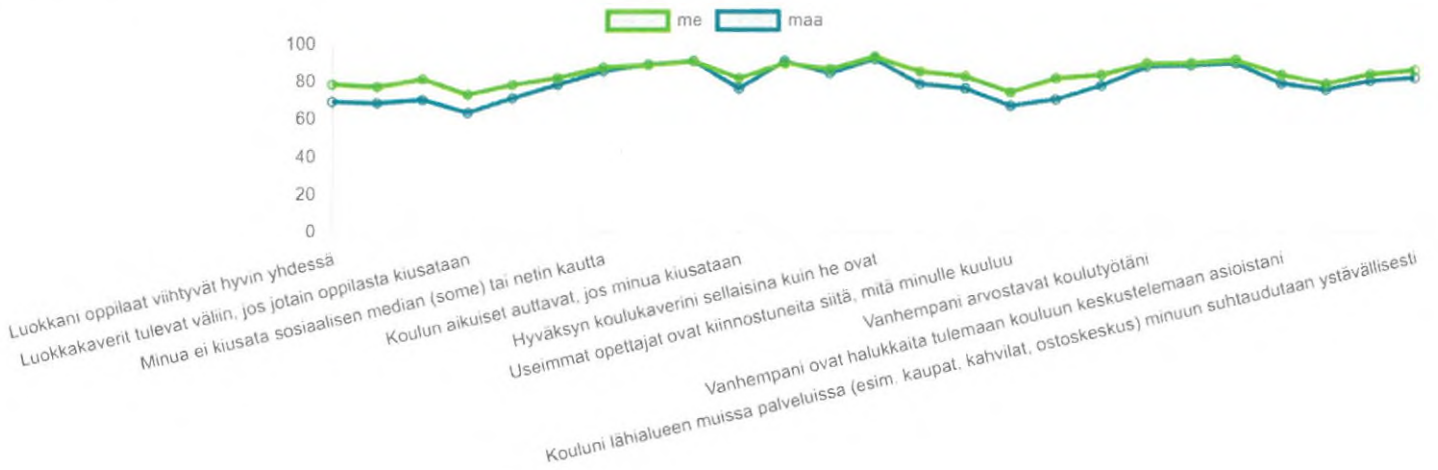 me maa
100
80
60
40
20
0
Luokkani oppilaat viihtyvät hyvin yhdessä
Luokkakaverit tulevat väliin, jos jotain oppilasta kiusataan
Minua ei kiusata sosiaalisen median (some) tai netin kautta
Koulun aikuiset auttavat, jos minua kiusataan
Hyväksyn koulukaverini sellaisina kuin he ovat
Useimmat opettajat ovat kiinnostuneita siitä, mitä minulle kuuluu
Vanhempani arvostavat koulutyötäni
Vanhempani ovat halukkaita tulemaan kouluun keskustelemaan asioistani
Kouluni lähialueen muissa palveluissa (esim. kaupat, kahvilat, ostoskeskus) minuun suhtaudutaan ystävällisesti